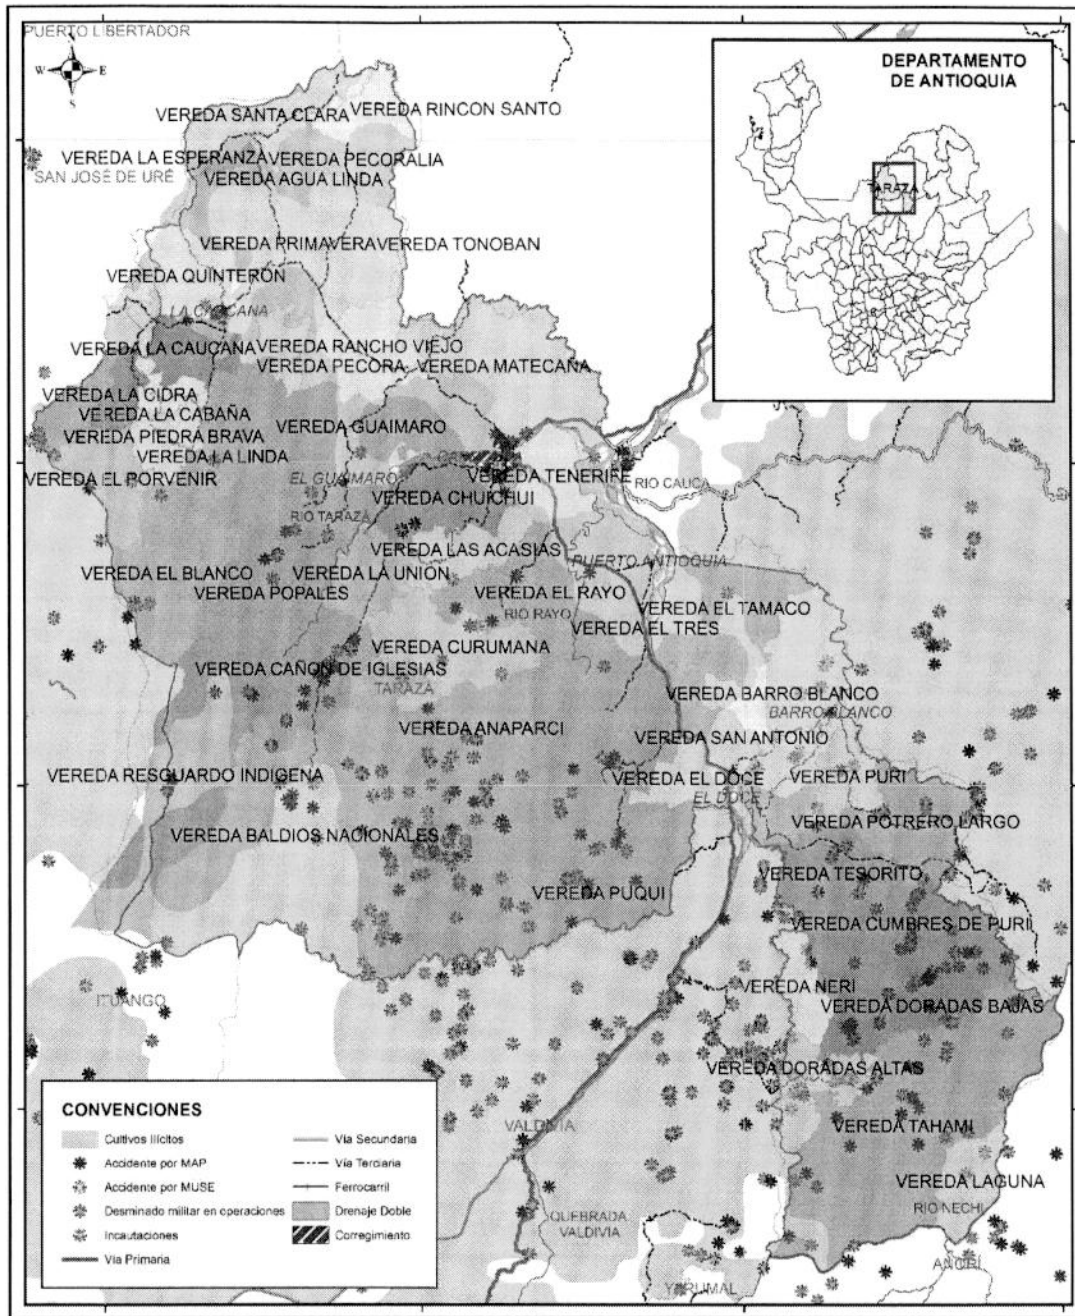 PUERTO LIBERTADOR
N
W E
S
DEPARTAMENTO
DE ANTIOQUIA
TARAZA
VEREDA SANTA CLARA
VEREDA RINCON SANTO
VEREDA LA ESPERANZA
VEREDA PECORALIA
SAN JOSÉ DE URÉ
VEREDA AGUA LINDA
VEREDA PRIMAVERA
VEREDA TONOBAN
VEREDA QUINTERON
LA CAUCANA
VEREDA LA CAUCANA
VEREDA RANCHO VIEJO
VEREDA PECORA
VEREDA MATECAÑA
VEREDA LA CIDRA
VEREDA LA CABAÑA
VEREDA GUAIMARO
VEREDA PIEDRA BRAVA
VEREDA LA LINDA
VEREDA EL PORVENIR
EL GUAIMARO
VEREDA TENERIFE
RIO CAUCA
VEREDA CHUICHUI
RIO TARAZÁ
VEREDA LAS ACASIAS
PUERTO ANTIOQUIA
VEREDA EL BLANCO
VEREDA LA UNION
VEREDA POPALES
VEREDA EL RAYO
RIO RAYO
VEREDA EL TAMACO
VEREDA EL TRES
VEREDA CURUMANA
VEREDA CAÑON DE IGLESIAS
TARAZÁ
VEREDA BARRO BLANCO
BARRO BLANCO
VEREDA ANAPARCI
VEREDA SAN ANTONIO
VEREDA RESGUARDO INDIGENA
VEREDA EL DOCE
VEREDA PURI
EL DOCE
VEREDA BALDIOS NACIONALES
VEREDA POTRERO LARGO
VEREDA PUQUI
VEREDA TESORITO
VEREDA CUMBRES DE PURI
VEREDA NERI
ITUANGO
VEREDA DORADAS BAJAS
VEREDA DORADAS ALTAS
VALDIVIA
VEREDA TAHAMI
VEREDA LAGUNA
RIO NECHI
QUEBRADA
VALDIVIA
YARUMAL
ANORÍ
CONVENCIONES
Cultivos Ilícitos
Accidente por MAP
Accidente por MUSE
Desminado militar en operaciones
Incautaciones
Vía Primaria
Vía Secundaria
Vía Terciaria
Ferrocarril
Drenaje Doble
Corregimiento